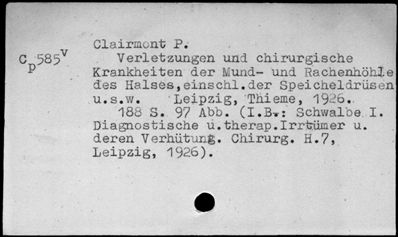 Clairmont P.
C p 585 v
Verletzungen und chirurgische
Krankheiten der Mund- und Rachenhöhle
des Halses,einschl.der Speicheldrüsen
u.s.w. Leipzig, Thieme, 1926.
188 S. 97 Abb. (I.B.: Schwalbe I.
Diagnostische u.therap.Irrtümer u.
deren Verhütung. Chirurg. H.7,
Leipzig, 1926).